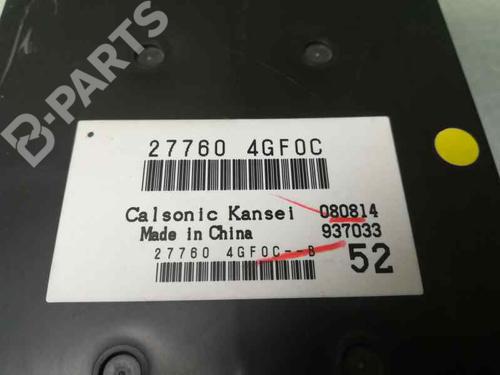 B-PARTS
27760 4GF0C
Calsonic Kansei 080814
Made in China 937033
27760 4GF0C--B 52